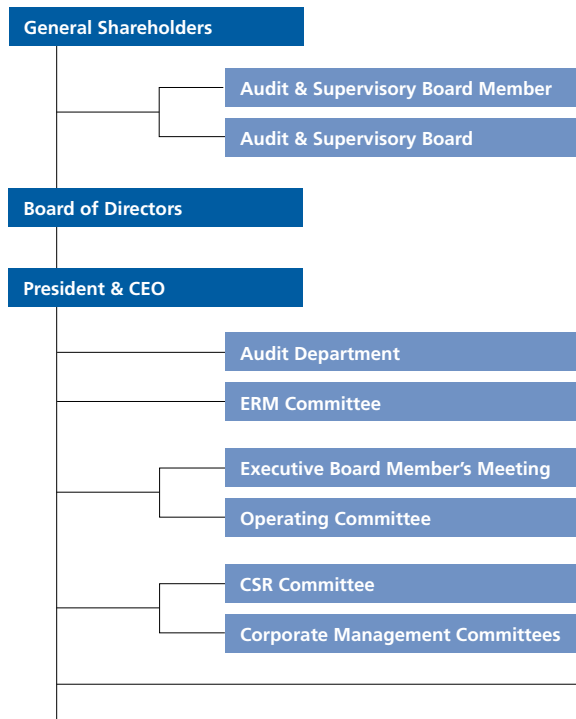 General Shareholders
Audit & Supervisory Board Member
Audit & Supervisory Board
Board of Directors
President & CEO
Audit Department
ERM Committee
Executive Board Member’s Meeting
Operating Committee
CSR Committee
Corporate Management Committees